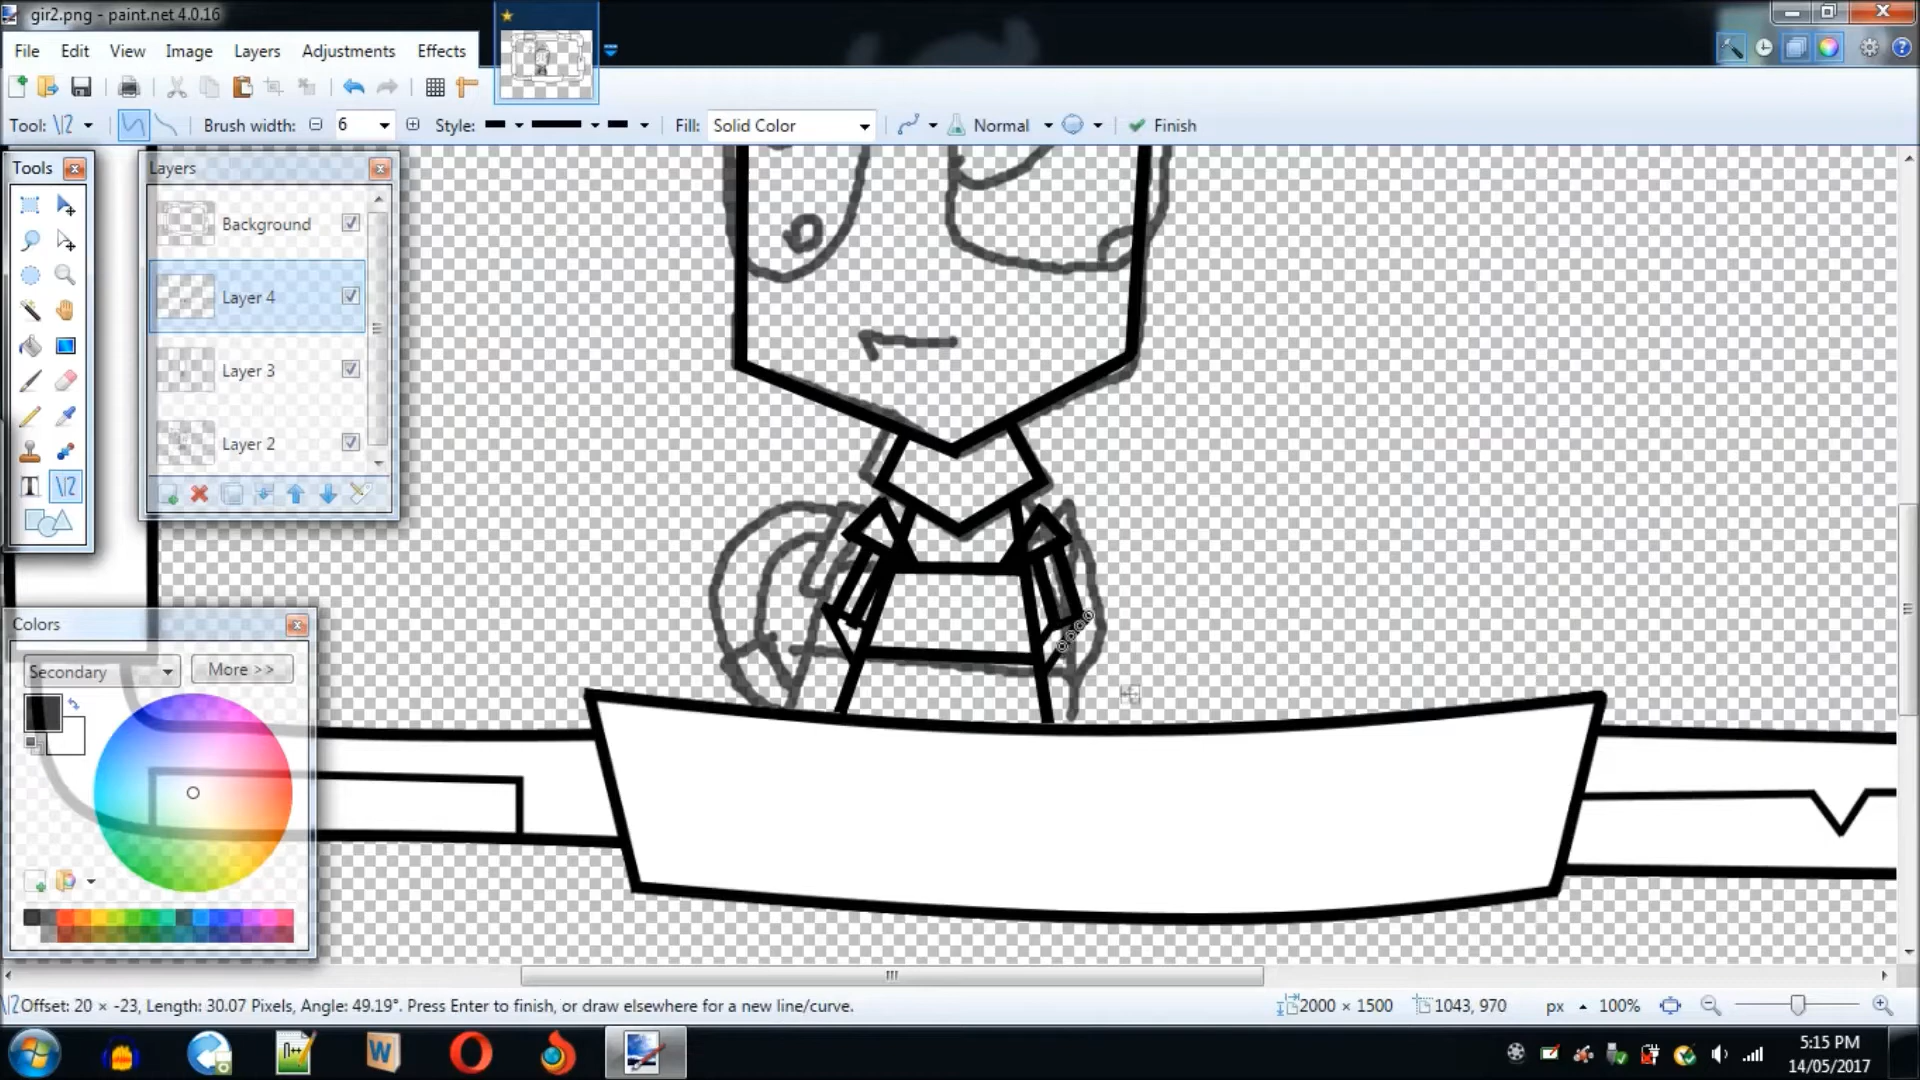 gir2.png - paint.net 4.0.16
File Edit View Image Layers Adjustments Effects
Tool: Brush width: 6 Style: Fill: Solid Color Normal Finish
Tools
Layers
Background
Layer 4
Layer 3
Layer 2
Colors
Secondary More >>
Offset: 20 × -23, Length: 30.07 Pixels, Angle: 49.19°. Press Enter to finish, or draw elsewhere for a new line/curve. 2000 × 1500 1043, 970 px 100%
5:15 PM
14/05/2017